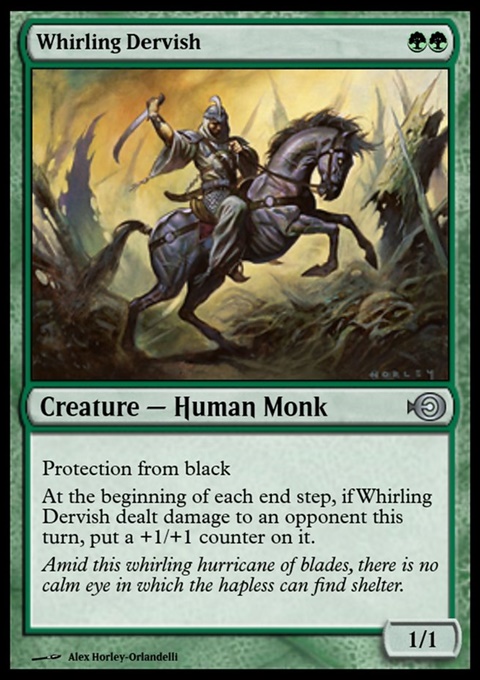 Whirling Dervish
HORLEY
Creature — Human Monk
Protection from black
At the beginning of each end step, if Whirling
Dervish dealt damage to an opponent this
turn, put a +1/+1 counter on it.
Amid this whirling hurricane of blades, there is no
calm eye in which the hapless can find shelter.
1/1
Alex Horley-Orlandelli